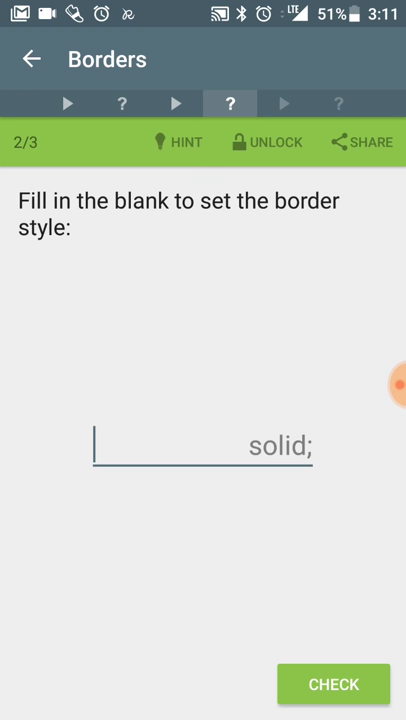 51% 3:11
LTE
Borders
? ? ?
2/3 HINT UNLOCK SHARE
Fill in the blank to set the border
style:
solid;
CHECK